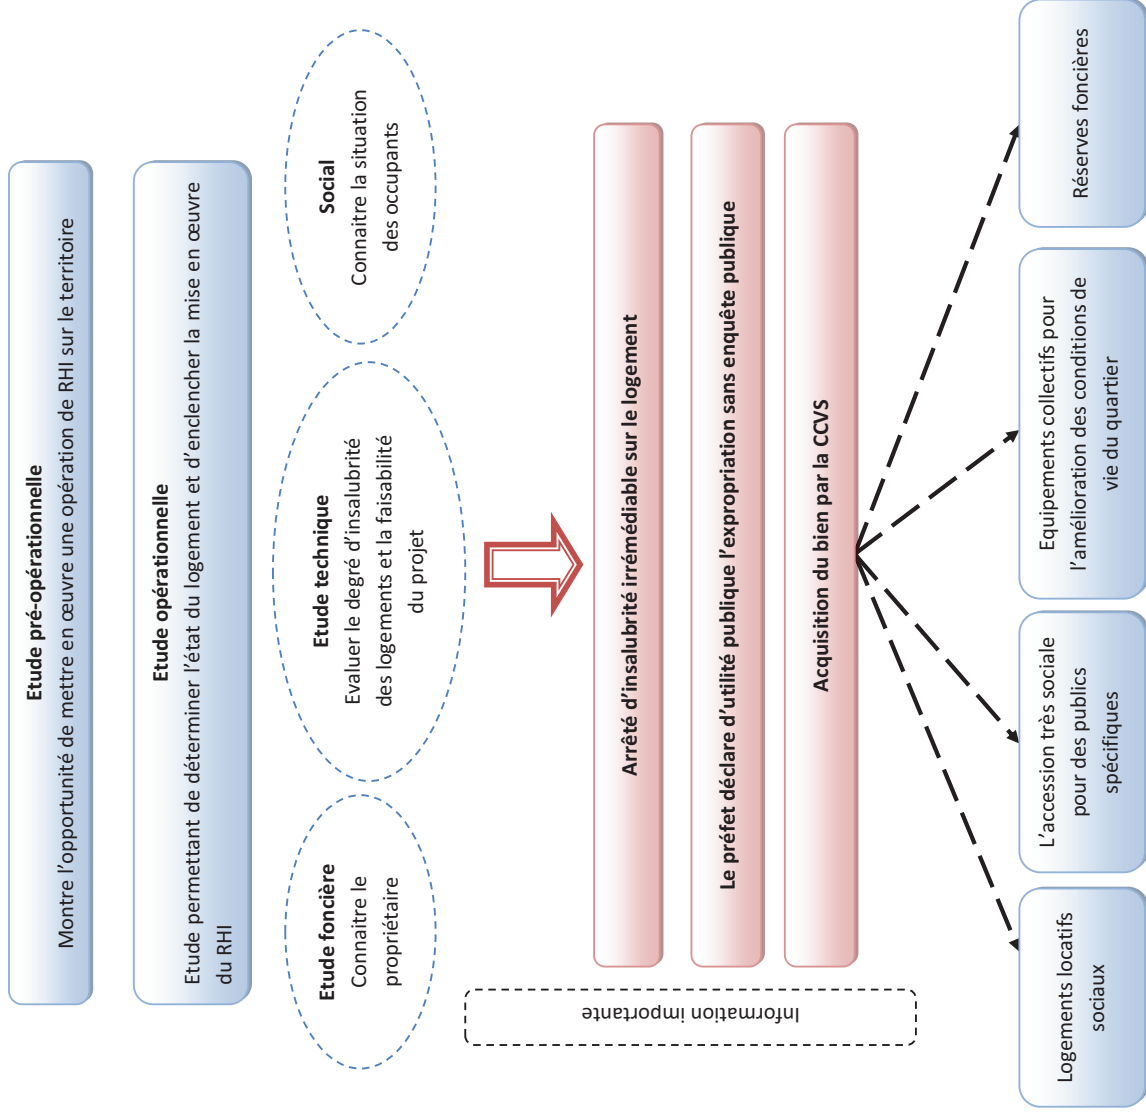 Etude pré-opérationnelle
Montre l'opportunité de mettre en œuvre une opération de RHI sur le territoire
Etude opérationnelle
Etude permettant de déterminer l'état du logement et d'enclencher la mise en œuvre
du RHI
Etude foncière
Connaitre le
propriétaire
Etude technique
Evaluer le degré d'insalubrité
des logements et la faisabilité
du projet
Social
Connaitre la situation
des occupants
Information importante
Arrêté d'insalubrité irrémédiable sur le logement
Le préfet déclare d'utilité publique l'expropriation sans enquête publique
Acquisition du bien par la CCVS
Logements locatifs
sociaux
L'accession très sociale
pour des publics
spécifiques
Equipements collectifs pour
l'amélioration des conditions de
vie du quartier
Réserves foncières